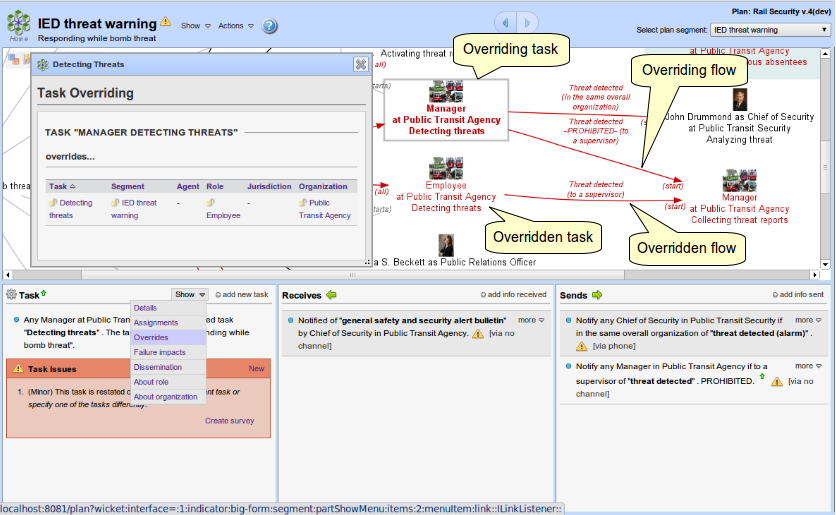 IED threat warning
Responding while bomb threat
Home
Show
Actions
?
Plan: Rail Security v.4(dev)
Select plan segment:
IED threat warning
Activating threat re
(all)
Overriding task
at Public Transit Agency
ous absentees
Detecting Threats
Task Overriding
TASK "MANAGER DETECTING THREATS"
overrides...
Task Segment Agent Role Jurisdiction Organization
Detecting threats
IED threat warning
-
Employee
-
Public Transit Agency
tarts)
Manager
at Public Transit Agency
Detecting threats
Threat detected
(in the same overall
organization)
Threat detected
-PROHIBITED- (to
a supervisor)
Overriding flow
John Drummond as Chief of Security
at Public Transit Security
Analyzing threat
b threat
(all)
tarts)
Employee
at Public Transit Agency
Detecting threats
Threat detected
(to a supervisor)
(start)
(start)
Manager
at Public Transit Agency
Collecting threat reports
Overridden task
Overridden flow
a S. Beckett as Public Relations Officer
Task
Show
add new task
Any Manager at Public Tran
ed task
"Detecting threats" . The ta
onding while
bomb threat".
Details
Assignments
Overrides
Failure impacts
Dissemination
About role
About organization
Task Issues
New
1. (Minor) This task is restated
nt task or
specify one of the tasks differently.
Create survey
Receives
add info received
Notified of "general safety and security alert bulletin"
by Chief of Security in Public Transit Agency. [via no
channel]
more
Sends
add info sent
Notify any Chief of Security in Public Transit Security if
in the same overall organization of "threat detected (alarm)" .
[via phone]
more
Notify any Manager in Public Transit Agency if to a
supervisor of "threat detected" . PROHIBITED. [via no
channel]
more
localhost:8081/plan?wicket:interface=:1:indicator:big-form:segment:partShowMenu:items:2:menuItem:link::ILinkListener::